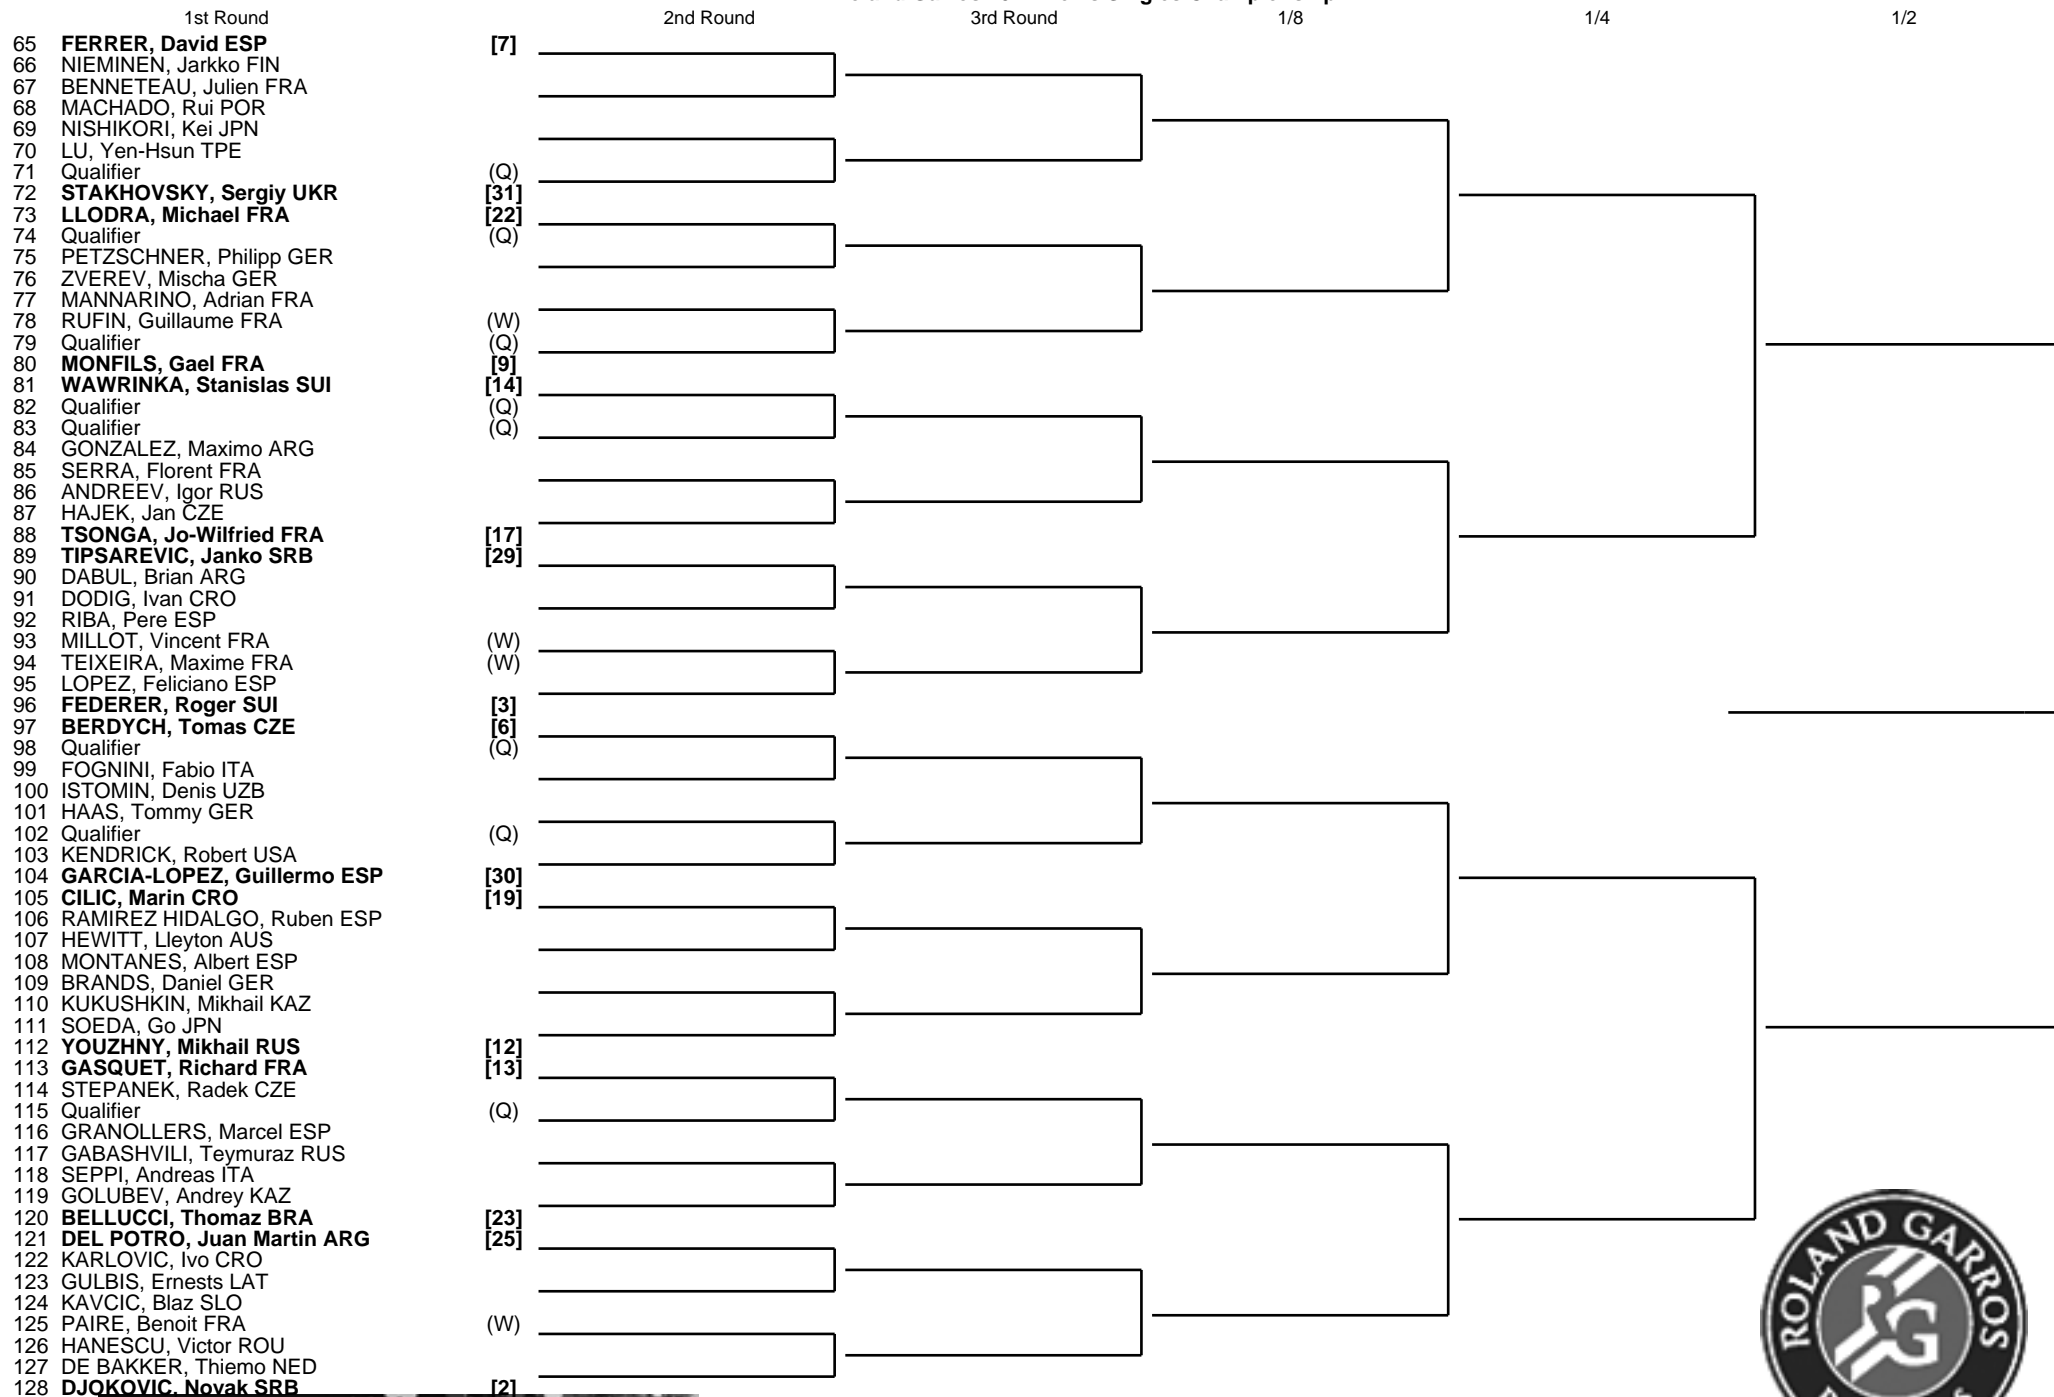 1st Round 2nd Round 3rd Round 1/8 1/4 1/2
65 FERRER, David ESP [7]
66 NIEMINEN, Jarkko FIN
67 BENNETEAU, Julien FRA
68 MACHADO, Rui POR
69 NISHIKORI, Kei JPN
70 LU, Yen-Hsun TPE
71 Qualifier (Q)
72 STAKHOVSKY, Sergiy UKR [31]
73 LLODRA, Michael FRA [22]
74 Qualifier (Q)
75 PETZSCHNER, Philipp GER
76 ZVEREV, Mischa GER
77 MANNARINO, Adrian FRA
78 RUFIN, Guillaume FRA (W)
79 Qualifier (Q)
80 MONFILS, Gael FRA [9]
81 WAWRINKA, Stanislas SUI [14]
82 Qualifier (Q)
83 Qualifier (Q)
84 GONZALEZ, Maximo ARG
85 SERRA, Florent FRA
86 ANDREEV, Igor RUS
87 HAJEK, Jan CZE
88 TSONGA, Jo-Wilfried FRA [17]
89 TIPSAREVIC, Janko SRB [29]
90 DABUL, Brian ARG
91 DODIG, Ivan CRO
92 RIBA, Pere ESP
93 MILLOT, Vincent FRA (W)
94 TEIXEIRA, Maxime FRA (W)
95 LOPEZ, Feliciano ESP
96 FEDERER, Roger SUI [3]
97 BERDYCH, Tomas CZE [6]
98 Qualifier (Q)
99 FOGNINI, Fabio ITA
100 ISTOMIN, Denis UZB
101 HAAS, Tommy GER
102 Qualifier (Q)
103 KENDRICK, Robert USA
104 GARCIA-LOPEZ, Guillermo ESP [30]
105 CILIC, Marin CRO [19]
106 RAMIREZ HIDALGO, Ruben ESP
107 HEWITT, Lleyton AUS
108 MONTANES, Albert ESP
109 BRANDS, Daniel GER
110 KUKUSHKIN, Mikhail KAZ
111 SOEDA, Go JPN
112 YOUZHNY, Mikhail RUS [12]
113 GASQUET, Richard FRA [13]
114 STEPANEK, Radek CZE
115 Qualifier (Q)
116 GRANOLLERS, Marcel ESP
117 GABASHVILI, Teymuraz RUS
118 SEPPI, Andreas ITA
119 GOLUBEV, Andrey KAZ
120 BELLUCCI, Thomaz BRA [23]
121 DEL POTRO, Juan Martin ARG [25]
122 KARLOVIC, Ivo CRO
123 GULBIS, Ernests LAT
124 KAVCIC, Blaz SLO
125 PAIRE, Benoit FRA (W)
126 HANESCU, Victor ROU
127 DE BAKKER, Thiemo NED
128 DJOKOVIC, Novak SRB [2]
ROLAND GARROS
RG